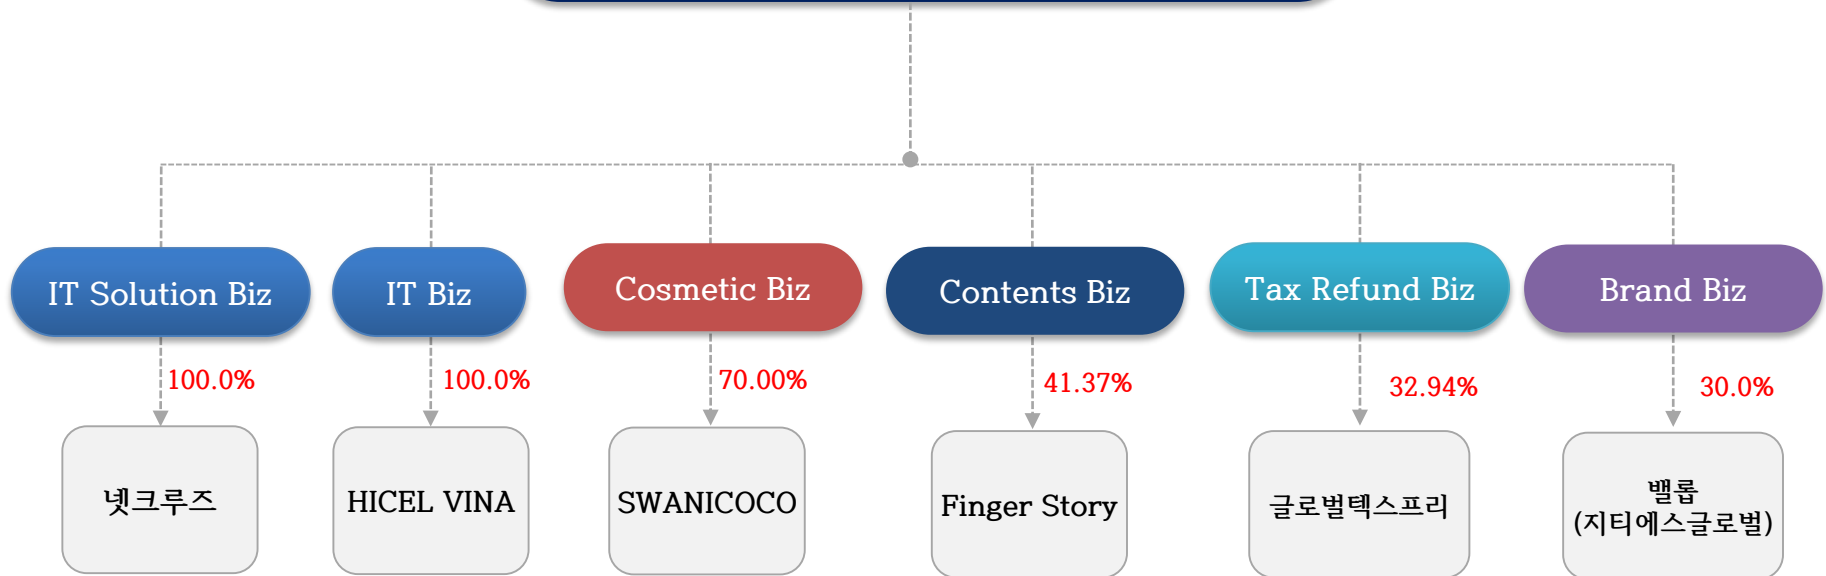 IT Solution Biz
IT Biz
Cosmetic Biz
Contents Biz
Tax Refund Biz
Brand Biz
100.0%
100.0%
70.00%
41.37%
32.94%
30.0%
넷크루즈
HICEL VINA
SWANICOCO
Finger Story
글로벌텍스프리
밸롭
(지티에스글로벌)